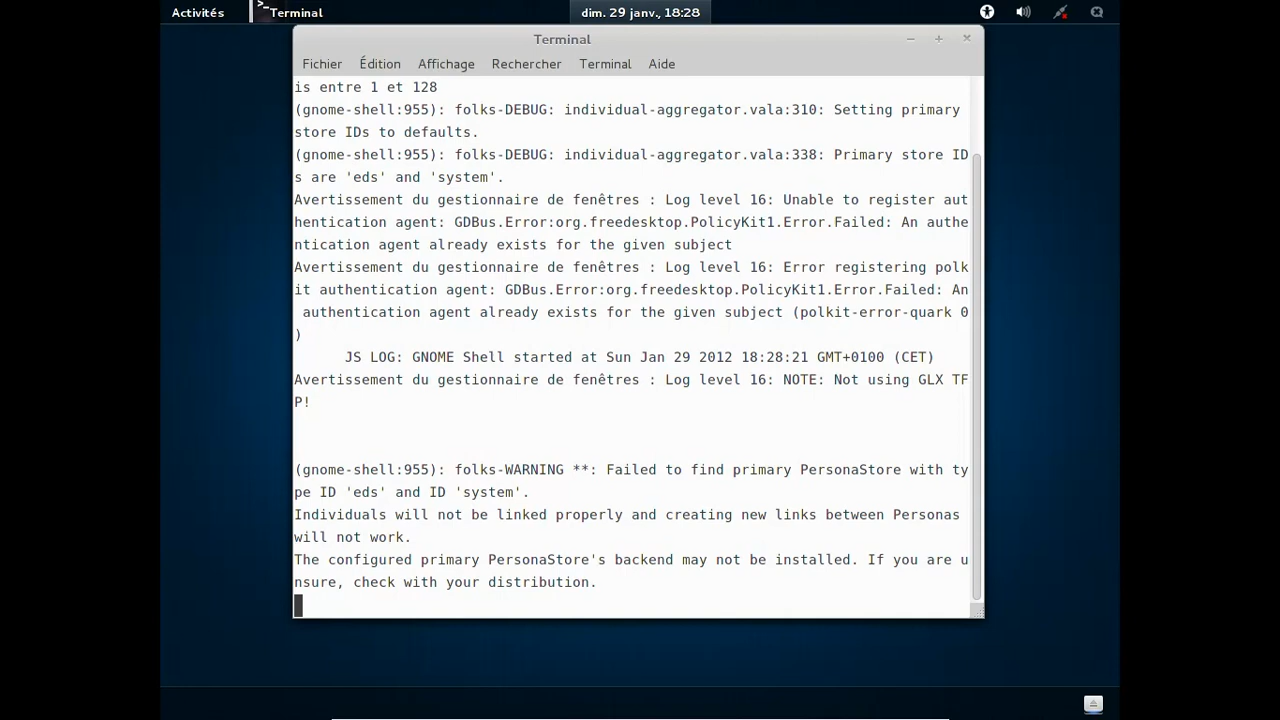 Activités
Terminal
dim. 29 janv., 18:28
Terminal
Fichier Édition Affichage Rechercher Terminal Aide
is entre 1 et 128
(gnome-shell:955): folks-DEBUG: individual-aggregator.vala:310: Setting primary
store IDs to defaults.
(gnome-shell:955): folks-DEBUG: individual-aggregator.vala:338: Primary store ID
s are 'eds' and 'system'.
Avertissement du gestionnaire de fenêtres : Log level 16: Unable to register aut
hentication agent: GDBus.Error:org.freedesktop.PolicyKit1.Error.Failed: An authe
ntication agent already exists for the given subject
Avertissement du gestionnaire de fenêtres : Log level 16: Error registering polk
it authentication agent: GDBus.Error:org.freedesktop.PolicyKit1.Error.Failed: An
 authentication agent already exists for the given subject (polkit-error-quark 0
)
      JS LOG: GNOME Shell started at Sun Jan 29 2012 18:28:21 GMT+0100 (CET)
Avertissement du gestionnaire de fenêtres : Log level 16: NOTE: Not using GLX TF
P!
(gnome-shell:955): folks-WARNING **: Failed to find primary PersonaStore with ty
pe ID 'eds' and ID 'system'.
Individuals will not be linked properly and creating new links between Personas
will not work.
The configured primary PersonaStore's backend may not be installed. If you are u
nsure, check with your distribution.